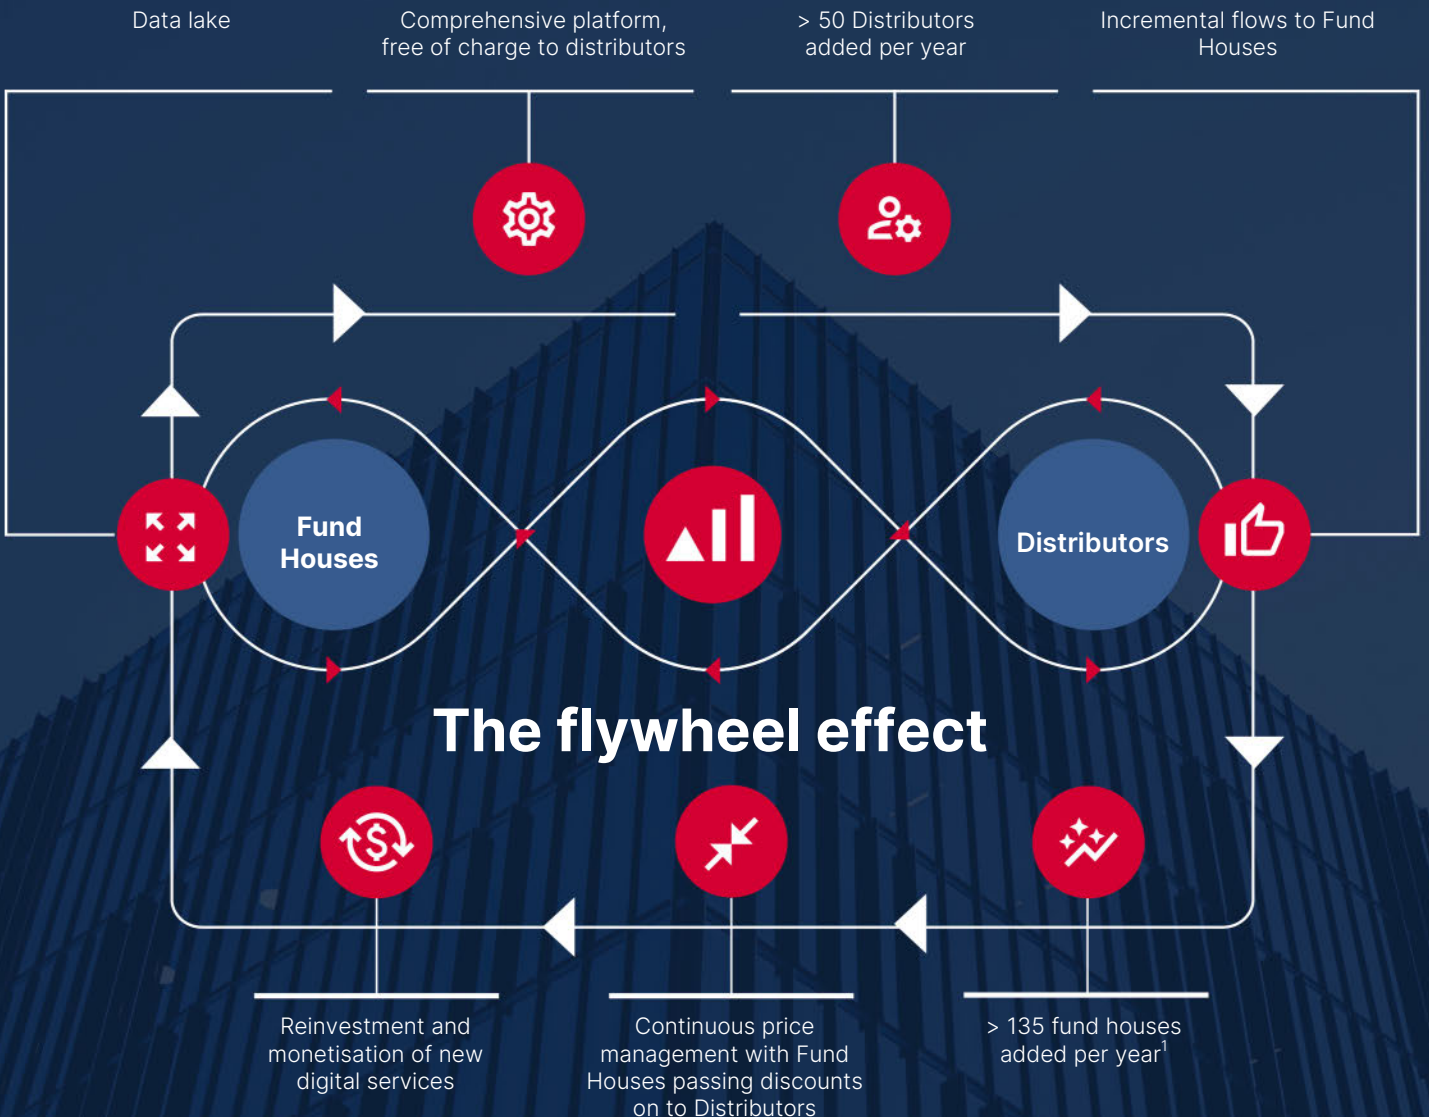 Data lake
Comprehensive platform,
free of charge to distributors
> 50 Distributors
added per year
Incremental flows to Fund
Houses
Fund
Houses
Distributors
The flywheel effect
Reinvestment and
monetisation of new
digital services
Continuous price
management with Fund
Houses passing discounts
on to Distributors
> 135 fund houses
added per year¹